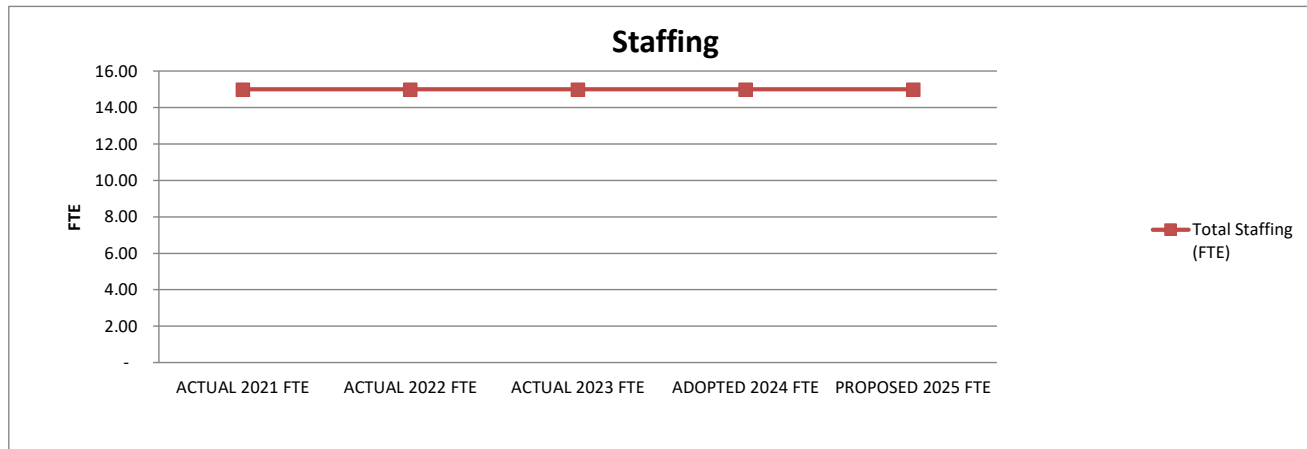 Staffing
16.00
14.00
12.00
10.00
8.00
6.00
4.00
2.00
-
FTE
ACTUAL 2021 FTE
ACTUAL 2022 FTE
ACTUAL 2023 FTE
ADOPTED 2024 FTE
PROPOSED 2025 FTE
Total Staffing
(FTE)